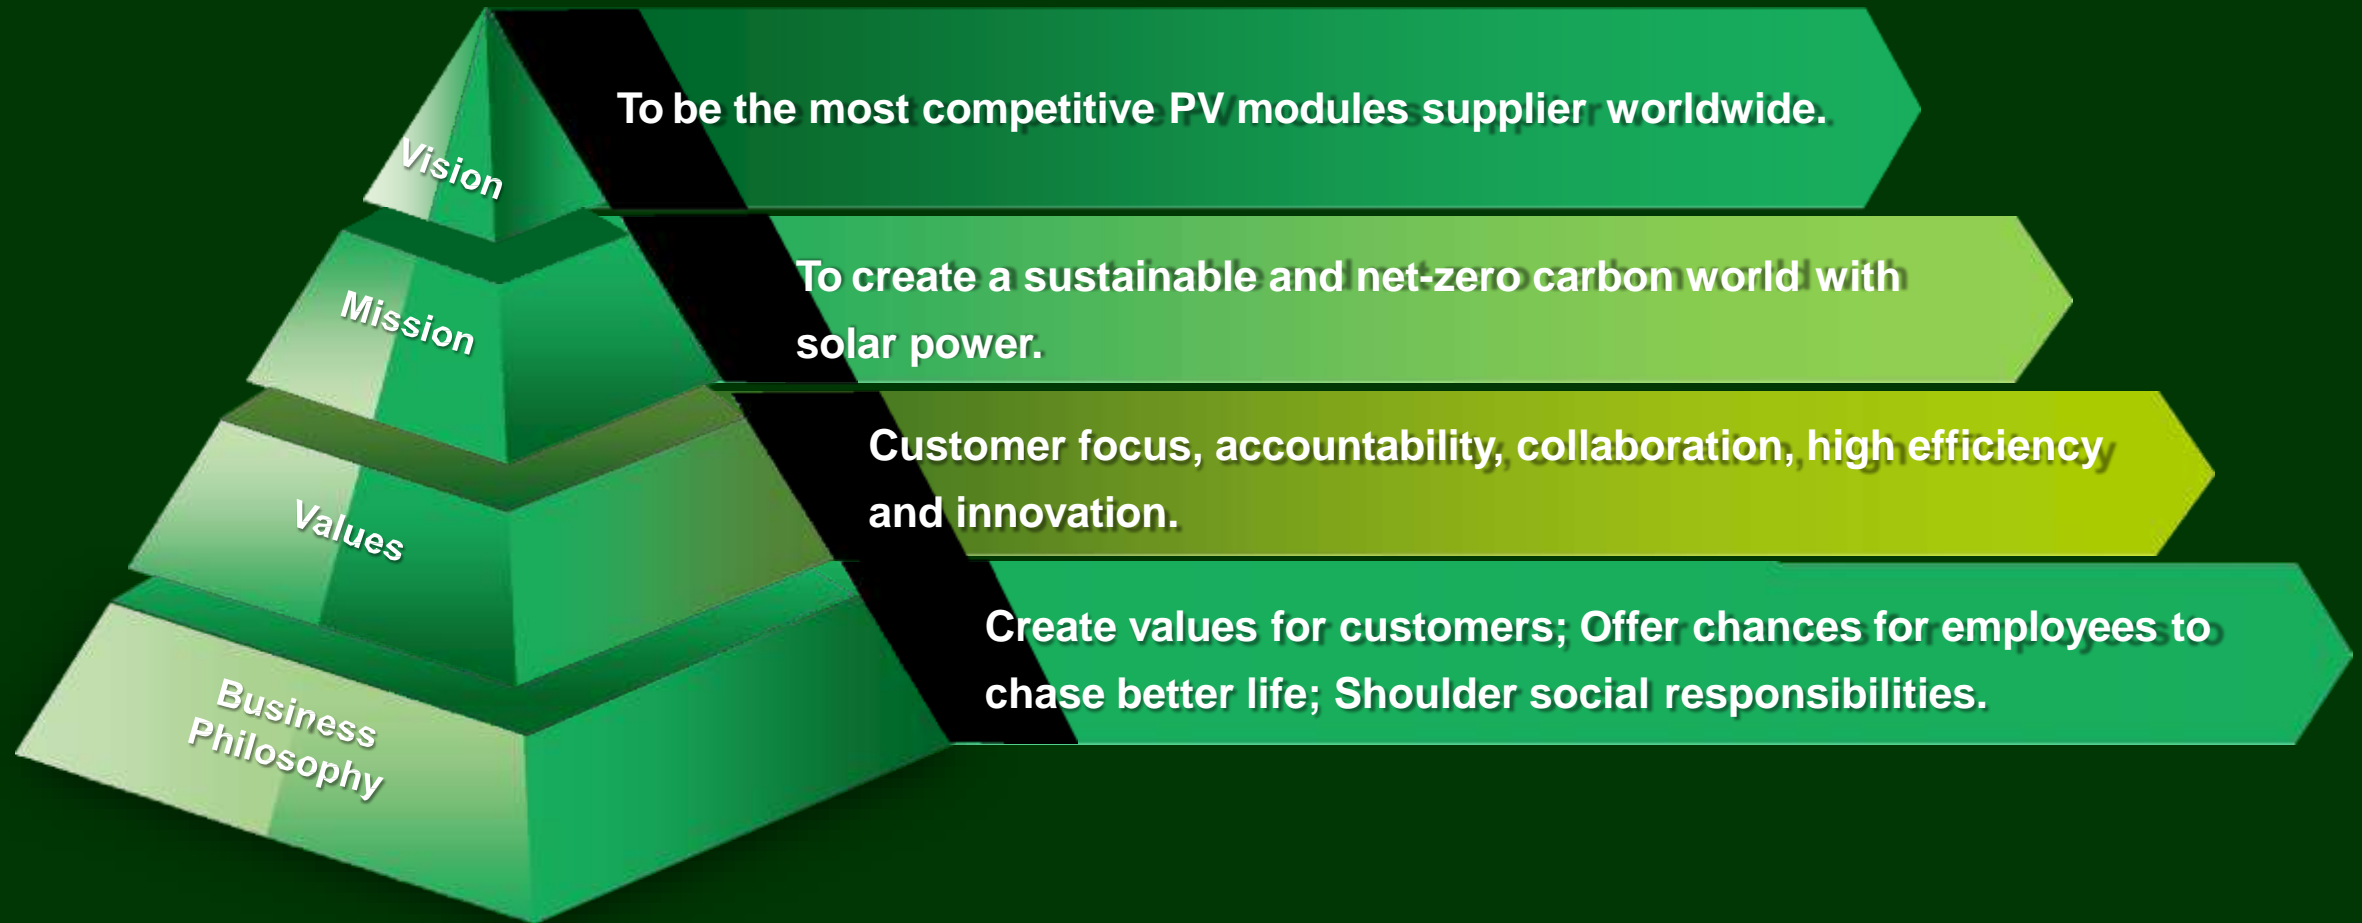 Vision
To be the most competitive PV modules supplier worldwide.
Mission
To create a sustainable and net-zero carbon world with
solar power.
Values
Customer focus, accountability, collaboration, high efficiency
and innovation.
Business
Philosophy
Create values for customers; Offer chances for employees to
chase better life; Shoulder social responsibilities.